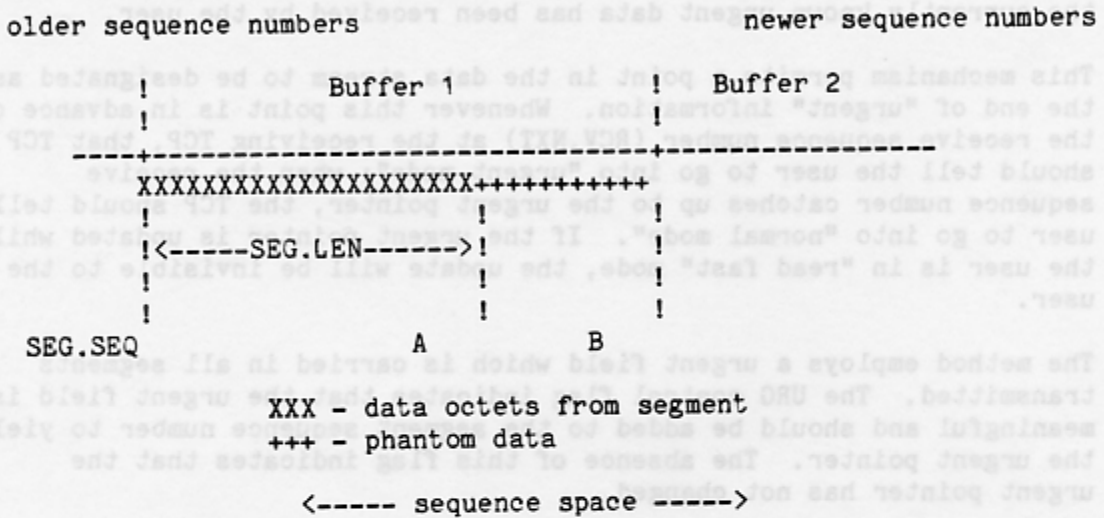 older sequence numbers newer sequence numbers
! Buffer 1 ! Buffer 2
! !
----+-------------------------------+-----------------
XXXXXXXXXXXXXXXXXXXXX+++++++++++
! ! !
!<-----SEG.LEN------>! !
! ! !
! ! !
SEG.SEQ A B
XXX - data octets from segment
+++ - phantom data
<----- sequence space ----->